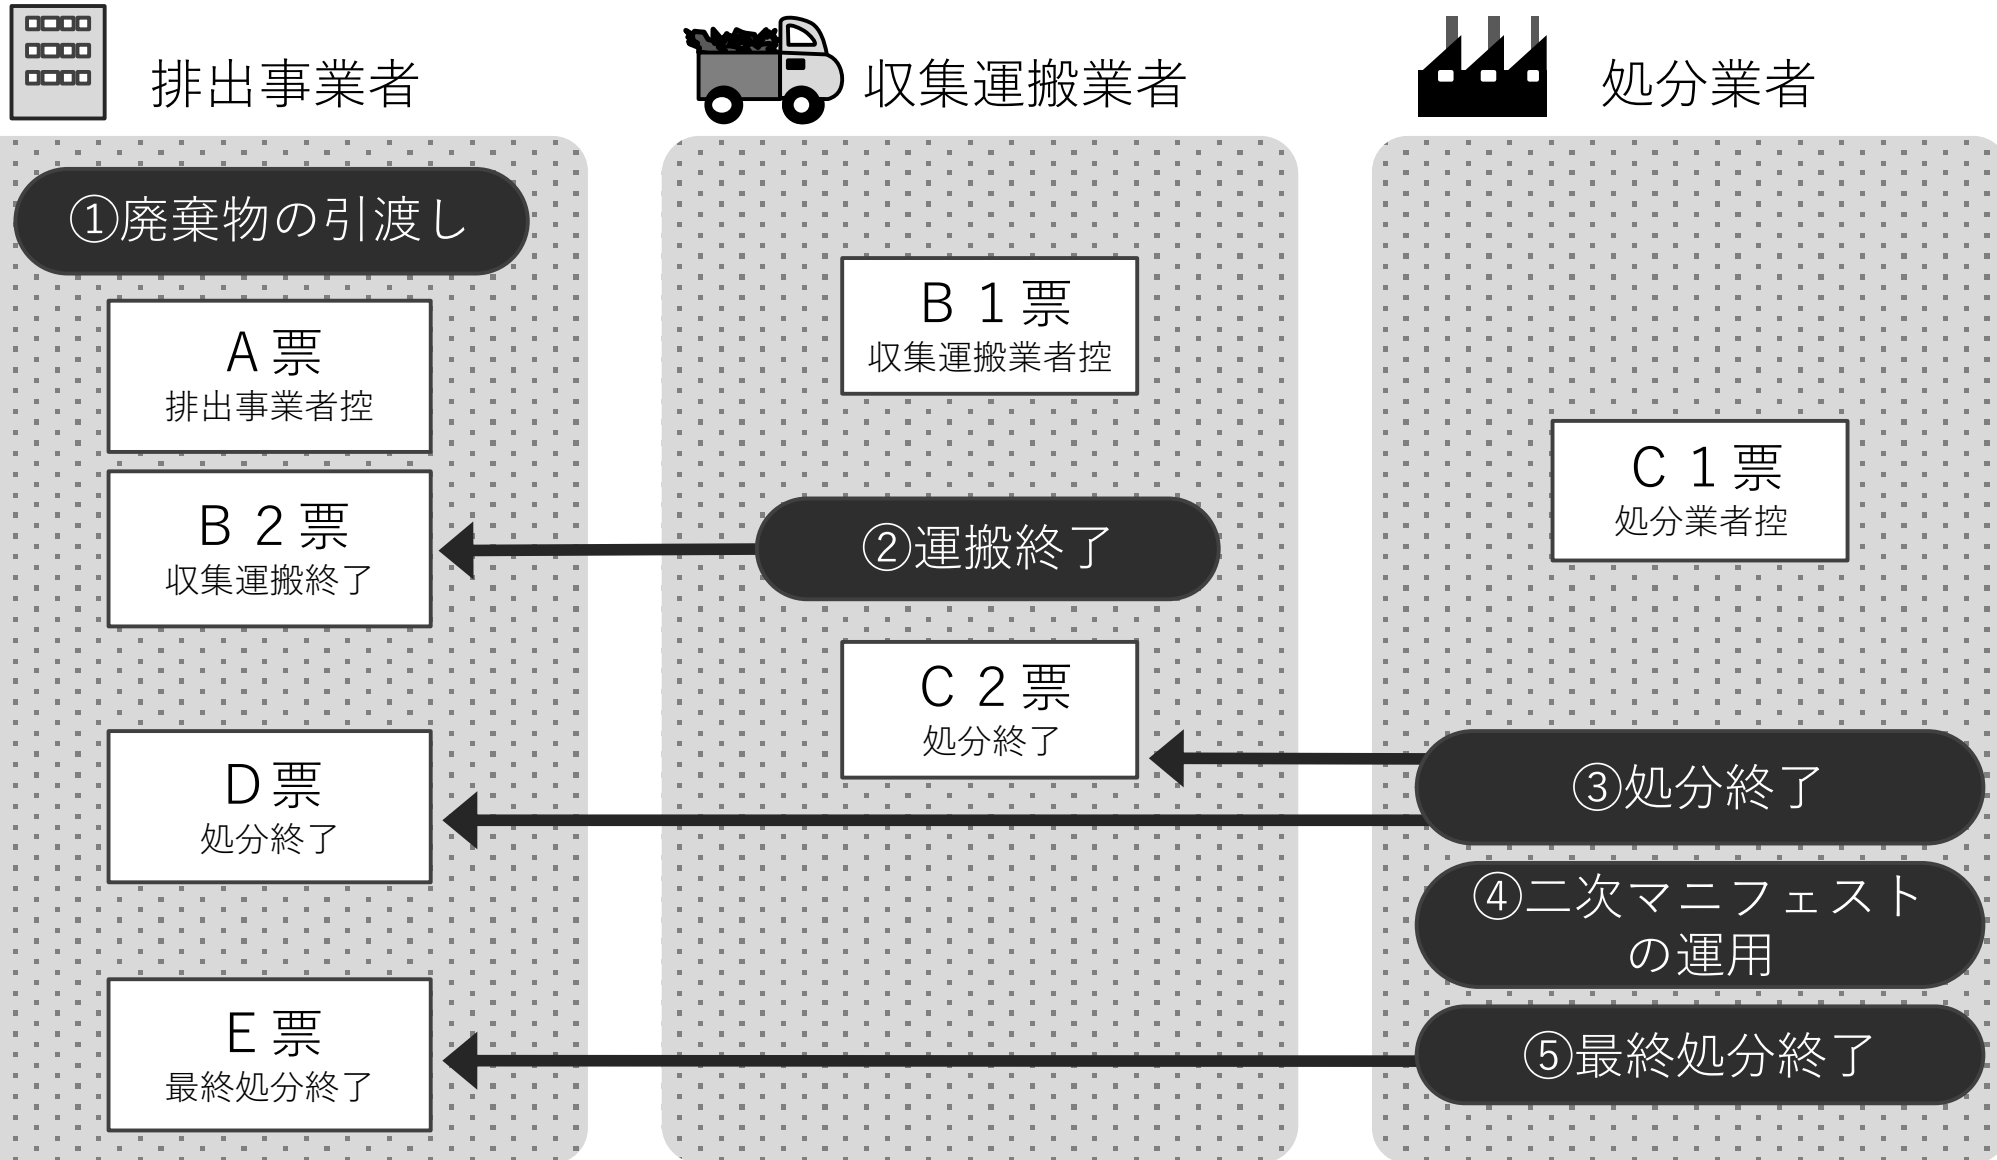 排出事業者
収集運搬業者
処分業者
①廃棄物の引渡し
A票
排出事業者控
B２票
収集運搬終了
D票
処分終了
E票
最終処分終了
B１票
収集運搬業者控
②運搬終了
C２票
処分終了
C１票
処分業者控
③処分終了
④二次マニフェスト
の運用
⑤最終処分終了